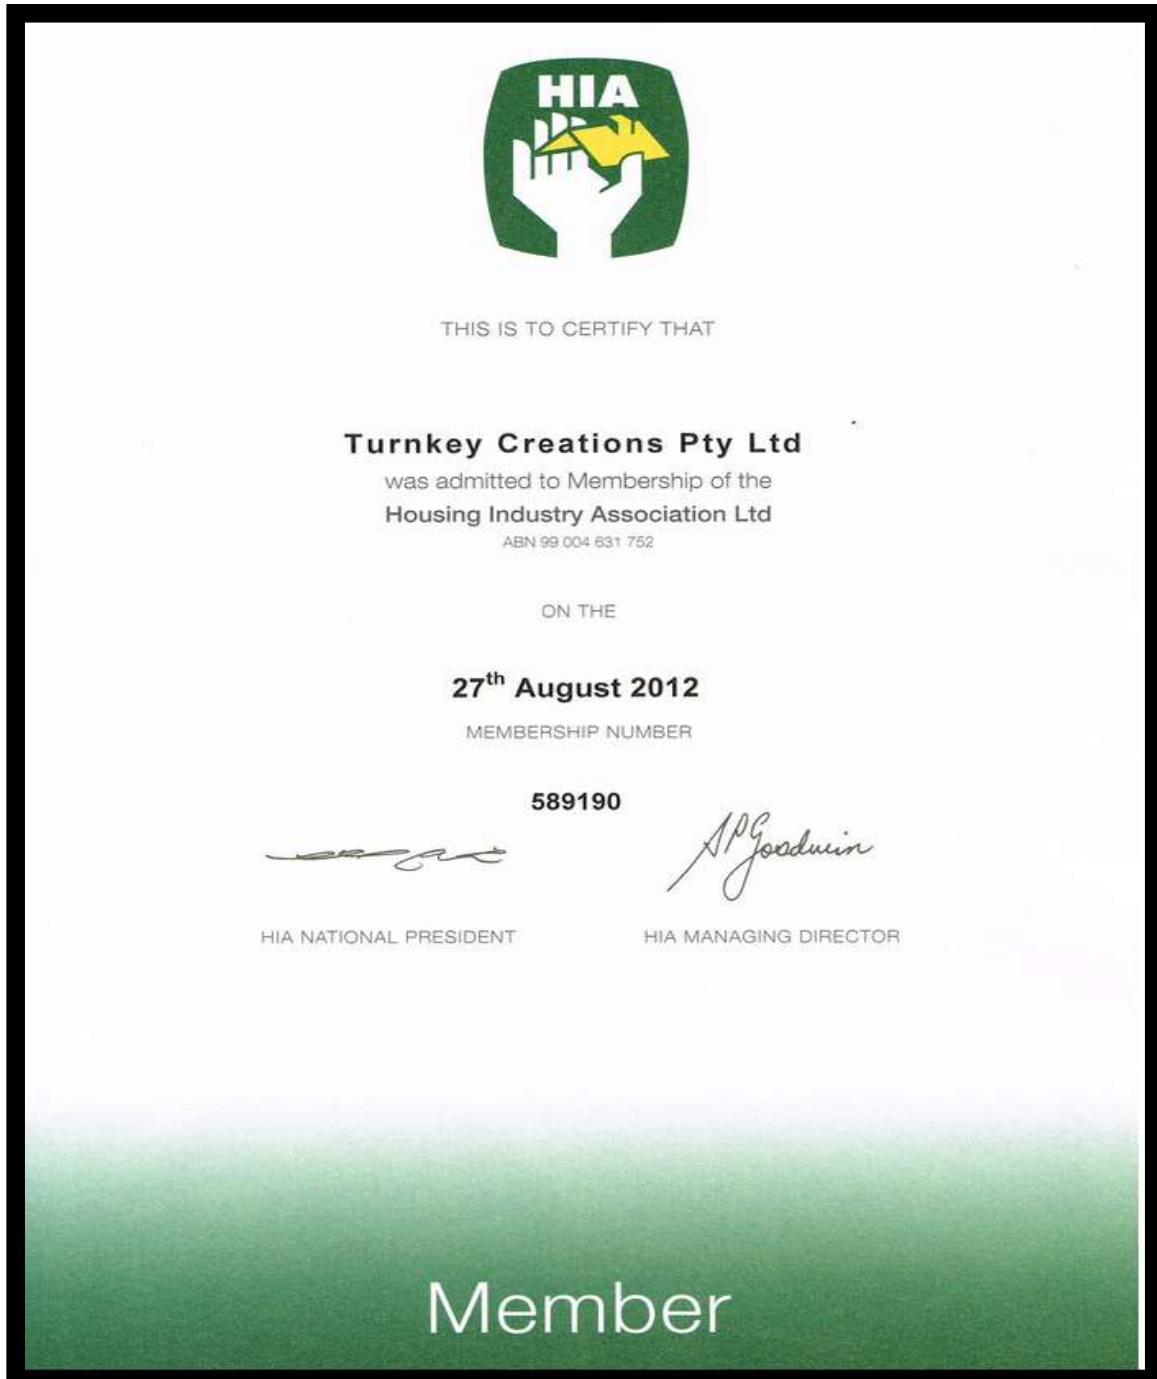 HIA
THIS IS TO CERTIFY THAT
Turnkey Creations Pty Ltd
was admitted to Membership of the
Housing Industry Association Ltd
ABN 99 004 631 752
ON THE
27th August 2012
MEMBERSHIP NUMBER
589190
SPGoodwin
HIA NATIONAL PRESIDENT HIA MANAGING DIRECTOR
Member